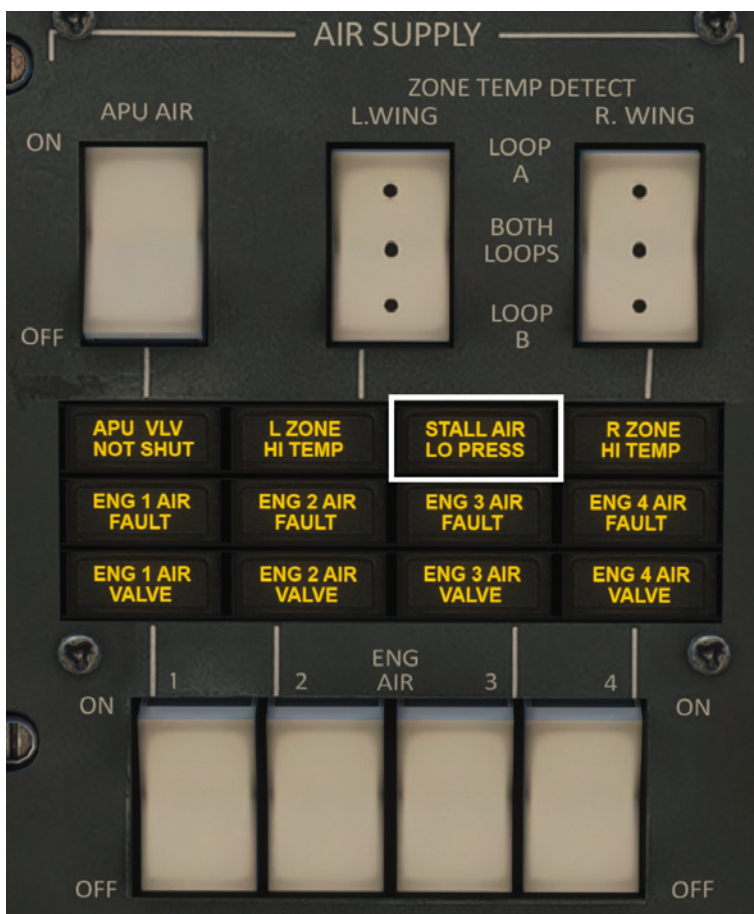 AIR SUPPLY
ZONE TEMP DETECT
APU AIR
L.WING
R. WING
ON
LOOP
A
BOTH
LOOPS
LOOP
B
OFF
APU VLV
NOT SHUT
L ZONE
HI TEMP
STALL AIR
LO PRESS
R ZONE
HI TEMP
ENG 1 AIR
FAULT
ENG 2 AIR
FAULT
ENG 3 AIR
FAULT
ENG 4 AIR
FAULT
ENG 1 AIR
VALVE
ENG 2 AIR
VALVE
ENG 3 AIR
VALVE
ENG 4 AIR
VALVE
ENG
AIR
1
2
3
4
ON
ON
OFF
OFF